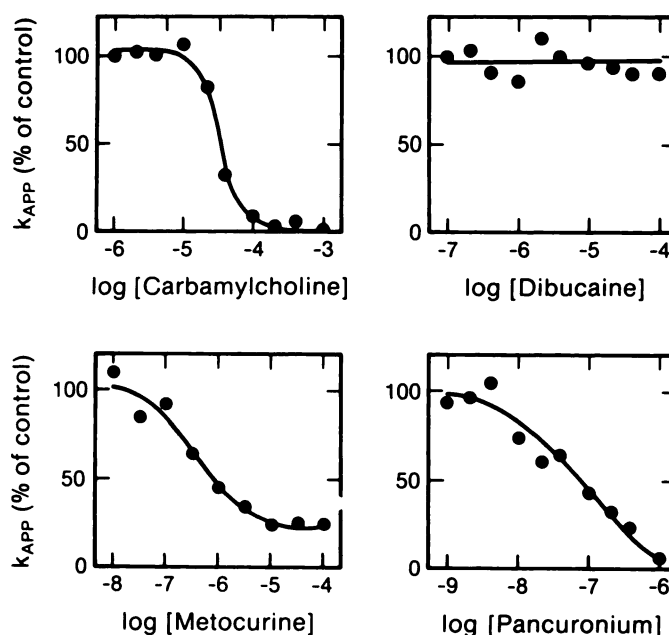 k_APP (% of control)
100
50
0
-6 -5 -4 -3
log [Carbamylcholine]
100
50
0
-7 -6 -5 -4
log [Dibucaine]
k_APP (% of control)
100
50
0
-8 -7 -6 -5 -4
log [Metocurine]
100
50
0
-9 -8 -7 -6
log [Pancuronium]